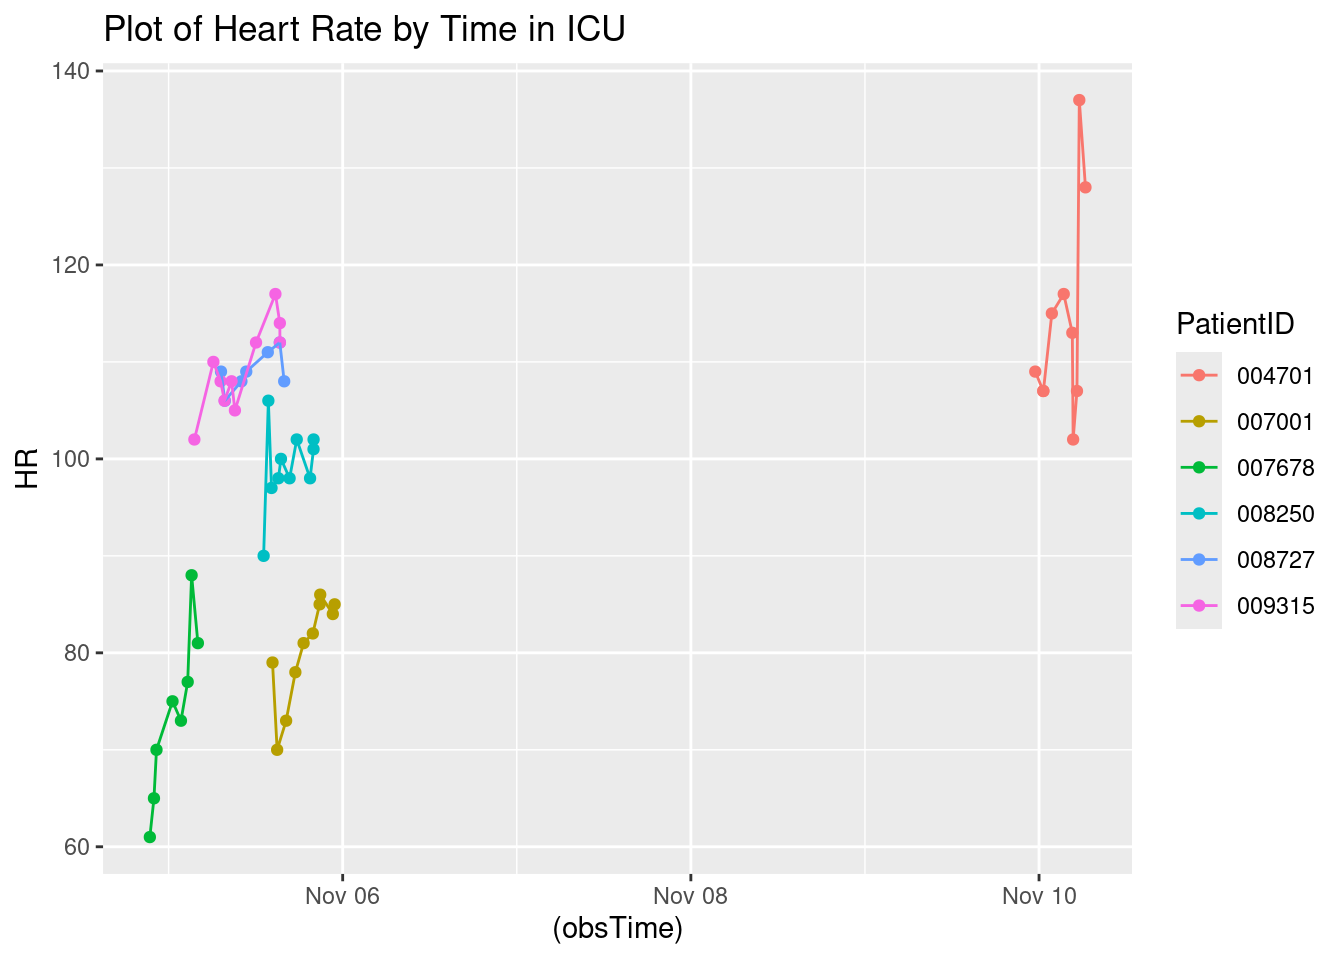 Plot of Heart Rate by Time in ICU
140
120
100
80
60
HR
Nov 06
Nov 08
Nov 10
(obsTime)
PatientID
004701
007001
007678
008250
008727
009315